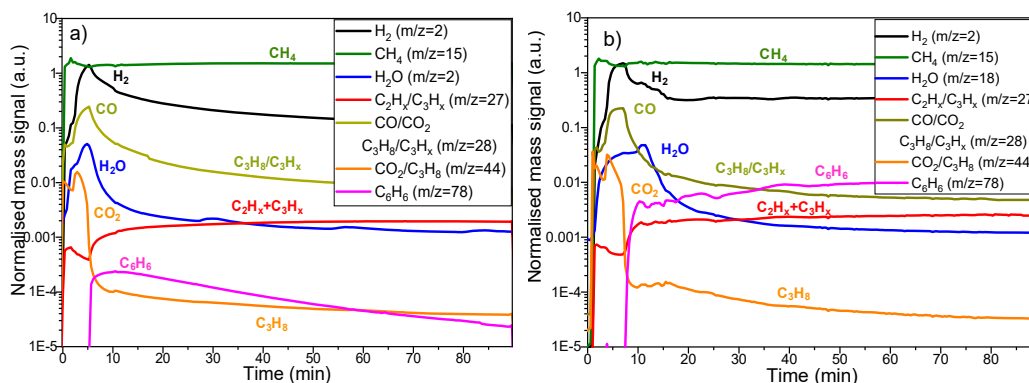 a)
Normalised mass signal (a.u.)
10
1
0.1
0.01
0.001
1E-4
1E-5
0 10 20 30 40 50 60 70 80
Time (min)
CH4
H2
CO
H2O
CO2
C3H8/C3Hx
C2Hx+C3Hx
C6H6
C3H8
H2 (m/z=2)
CH4 (m/z=15)
H2O (m/z=2)
C2Hx/C3Hx (m/z=27)
CO/CO2
C3H8/C3Hx (m/z=28)
CO2/C3H8 (m/z=44)
C6H6 (m/z=78)
b)
Normalised mass signal (a.u.)
10
1
0.1
0.01
0.001
1E-4
1E-5
0 10 20 30 40 50 60 70 80
Time (min)
CH4
H2
CO
H2O
CO2
C3H8/C3Hx
C6H6
C2Hx+C3Hx
C3H8
H2 (m/z=2)
CH4 (m/z=15)
H2O (m/z=18)
C2Hx/C3Hx (m/z=27
CO/CO2
C3H8/C3Hx (m/z=28)
CO2/C3H8 (m/z=44)
C6H6 (m/z=78)